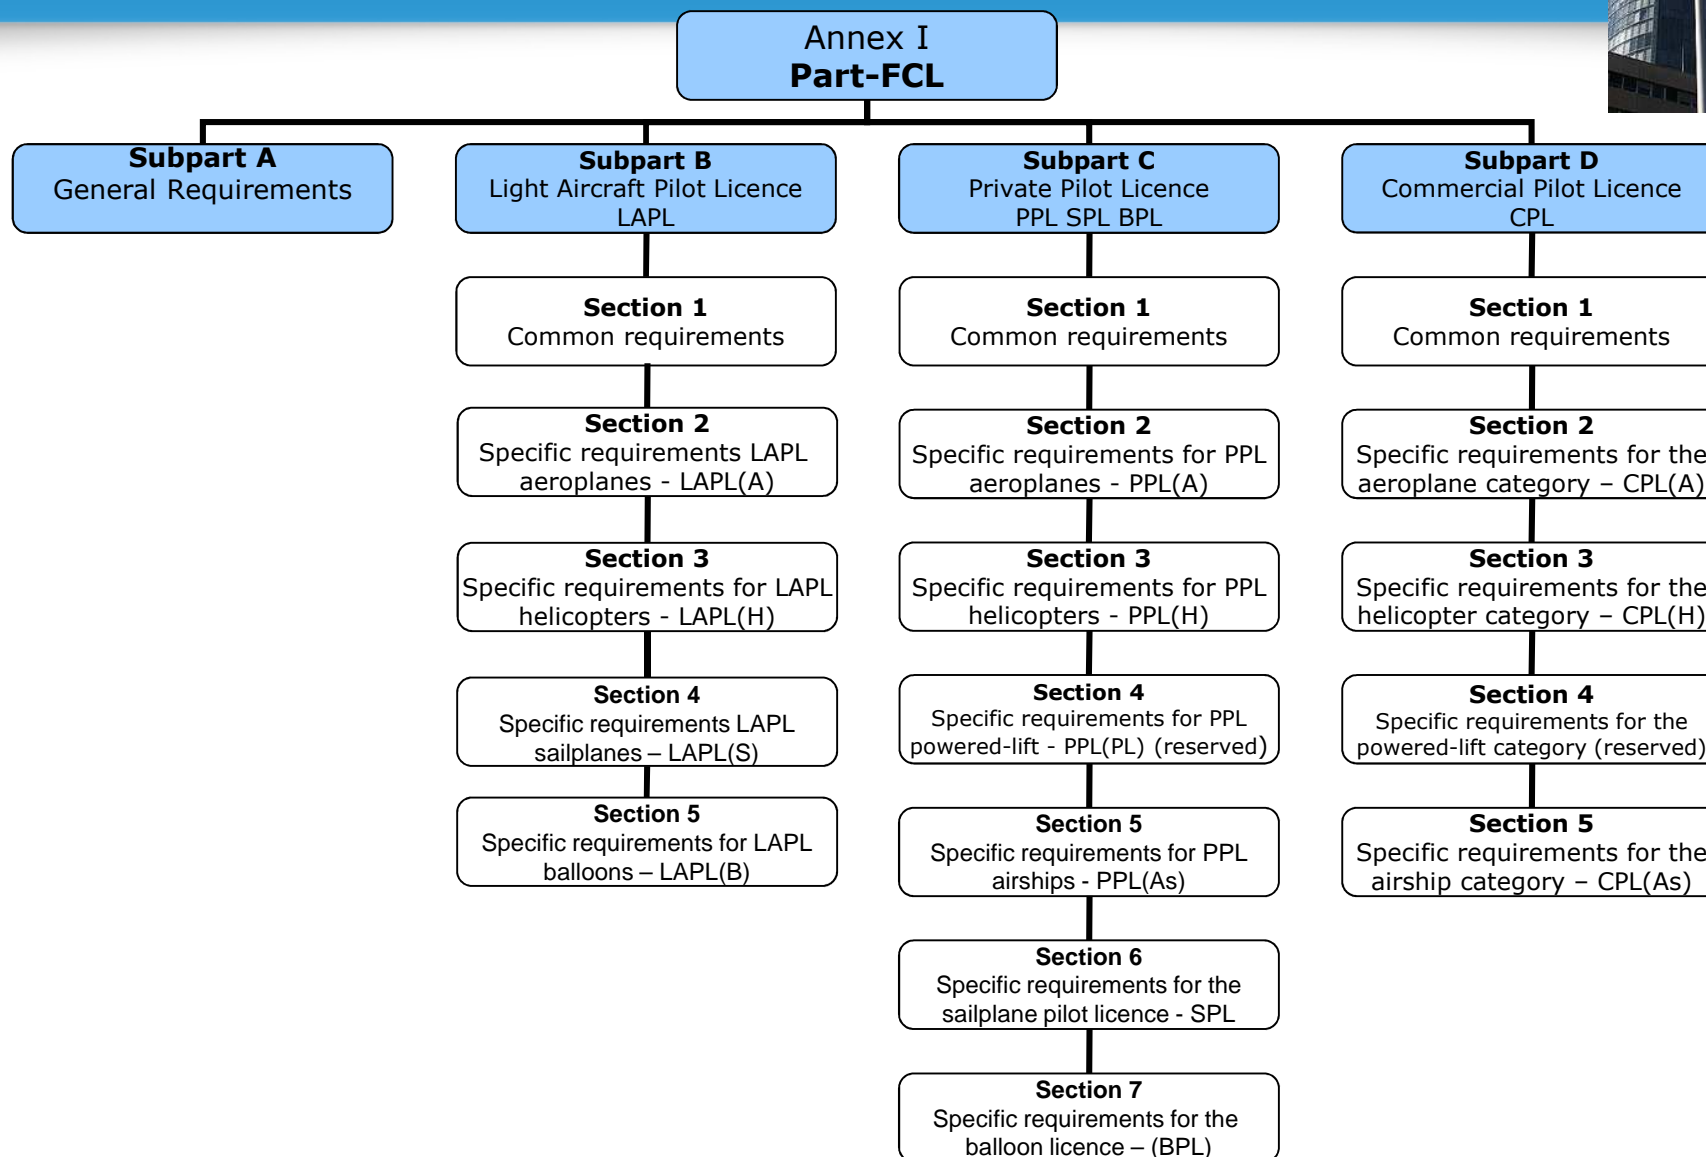 Annex I
Part-FCL
Subpart A
General Requirements
Subpart B
Light Aircraft Pilot Licence
LAPL
Section 1
Common requirements
Section 2
Specific requirements LAPL
aeroplanes - LAPL(A)
Section 3
Specific requirements for LAPL
helicopters - LAPL(H)
Section 4
Specific requirements LAPL
sailplanes – LAPL(S)
Section 5
Specific requirements for LAPL
balloons – LAPL(B)
Subpart C
Private Pilot Licence
PPL SPL BPL
Section 1
Common requirements
Section 2
Specific requirements for PPL
aeroplanes - PPL(A)
Section 3
Specific requirements for PPL
helicopters - PPL(H)
Section 4
Specific requirements for PPL
powered-lift - PPL(PL) (reserved)
Section 5
Specific requirements for PPL
airships - PPL(As)
Section 6
Specific requirements for the
sailplane pilot licence - SPL
Section 7
Specific requirements for the
balloon licence – (BPL)
Subpart D
Commercial Pilot Licence
CPL
Section 1
Common requirements
Section 2
Specific requirements for the
aeroplane category – CPL(A)
Section 3
Specific requirements for the
helicopter category – CPL(H)
Section 4
Specific requirements for the
powered-lift category (reserved)
Section 5
Specific requirements for the
airship category – CPL(As)